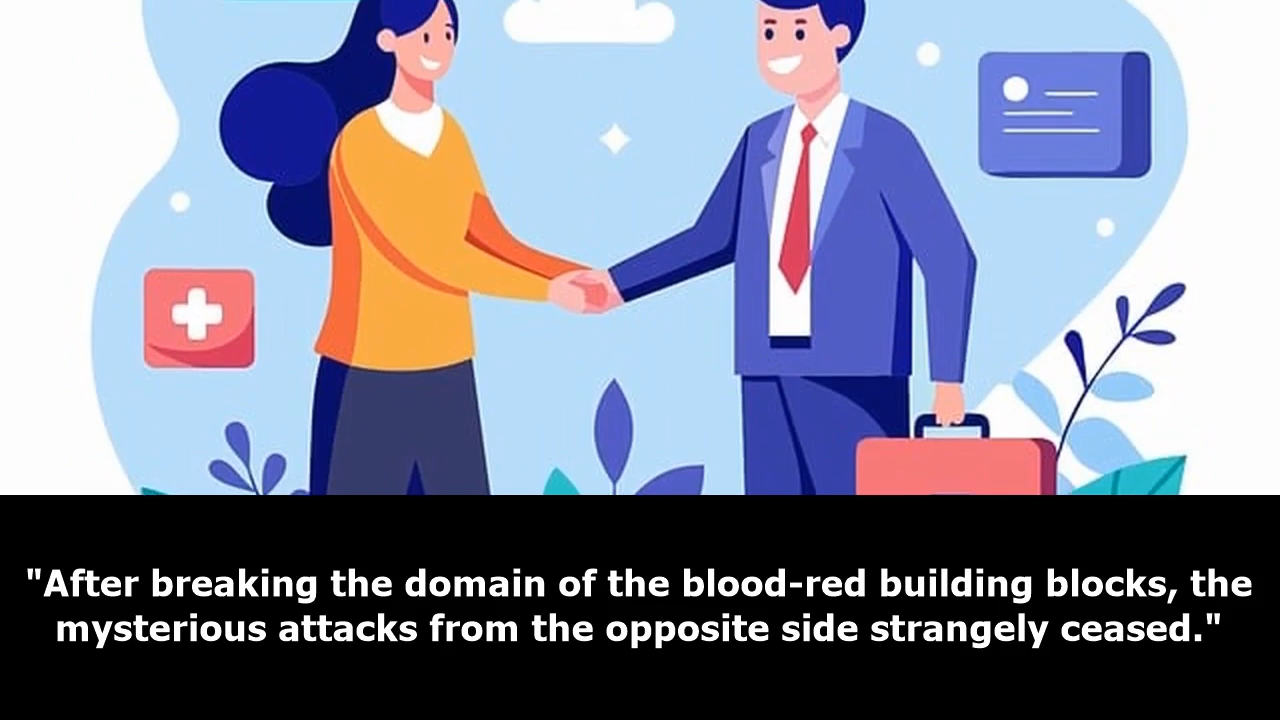 "After breaking the domain of the blood-red building blocks, the
mysterious attacks from the opposite side strangely ceased."